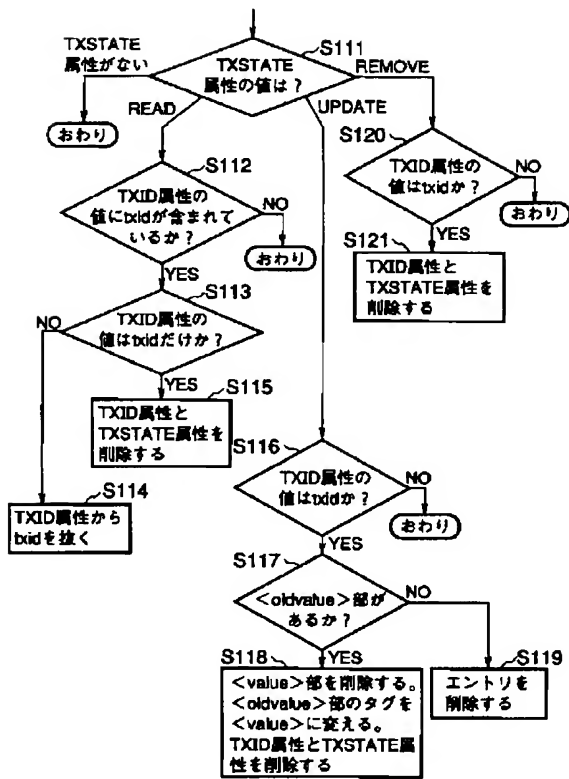 S111
TXSTATE
属性がない
TXSTATE
属性の値は?
REMOVE
READ
UPDATE
おわり
S120
TXID属性の
値はtxidか?
NO
おわり
YES
S121
TXID属性と
TXSTATE属性を
削除する
S112
TXID属性の
値にtxidが含まれて
いるか?
NO
おわり
YES
S113
TXID属性の
値はtxidだけか?
NO
YES
S115
TXID属性と
TXSTATE属性を
削除する
S114
TXID属性から
txidを抜く
S116
TXID属性の
値はtxidか?
NO
おわり
YES
S117
<oldvalue>部が
あるか?
NO
YES
S118
<value>部を削除する。
<oldvalue>部のタグを
<value>に変える。
TXID属性とTXSTATE属
性を削除する
S119
エントリを
削除する